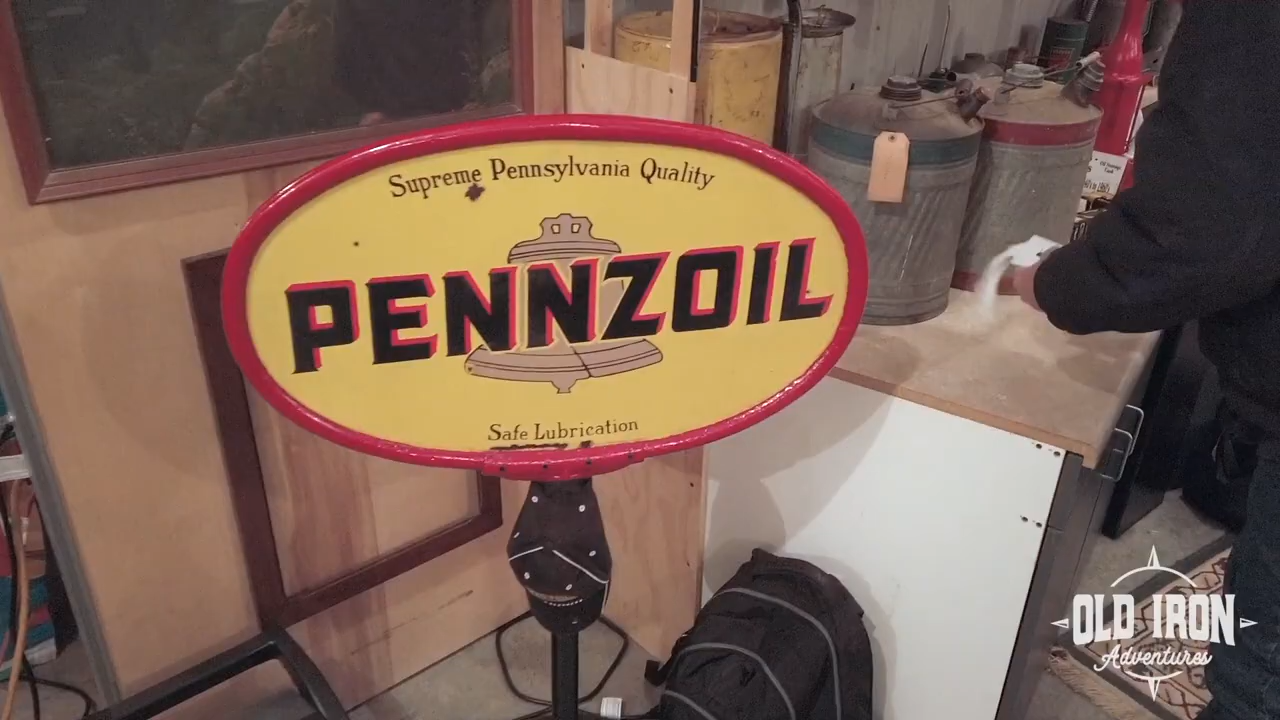 Supreme Pennsylvania Quality
PENNZOIL
Safe Lubrication
OLD IRON
Adventures